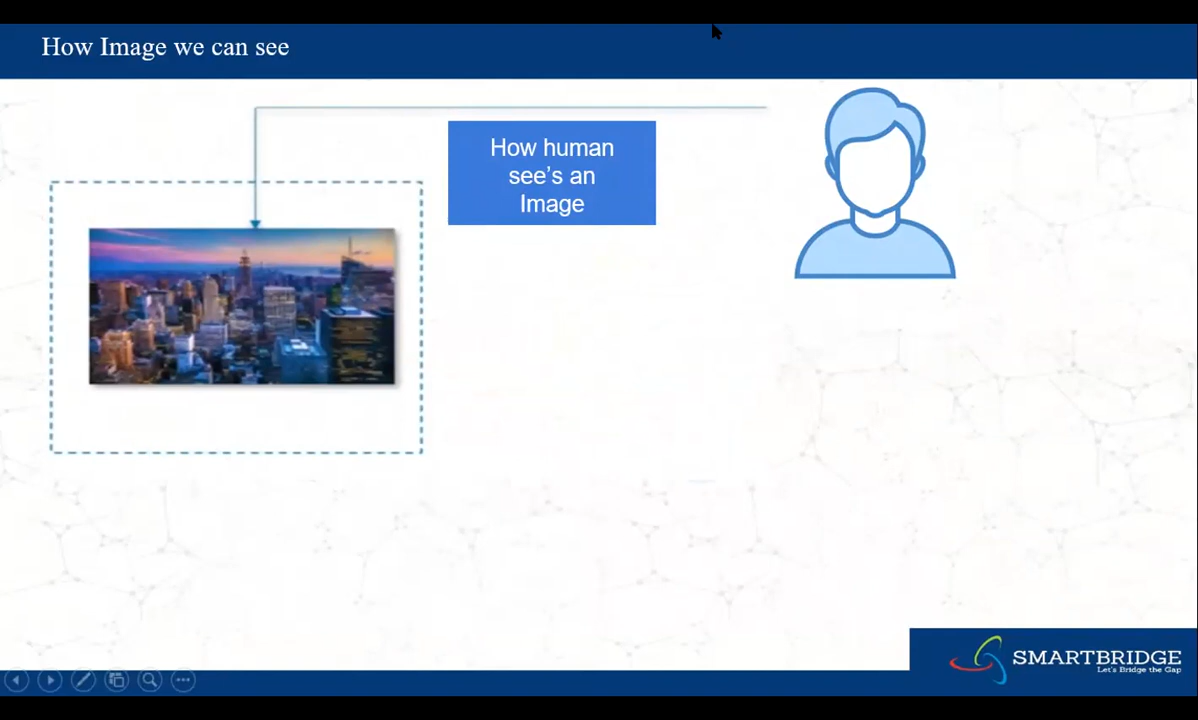 How Image we can see
How human
see’s an
Image
SMARTBRIDGE
Let's Bridge the Gap